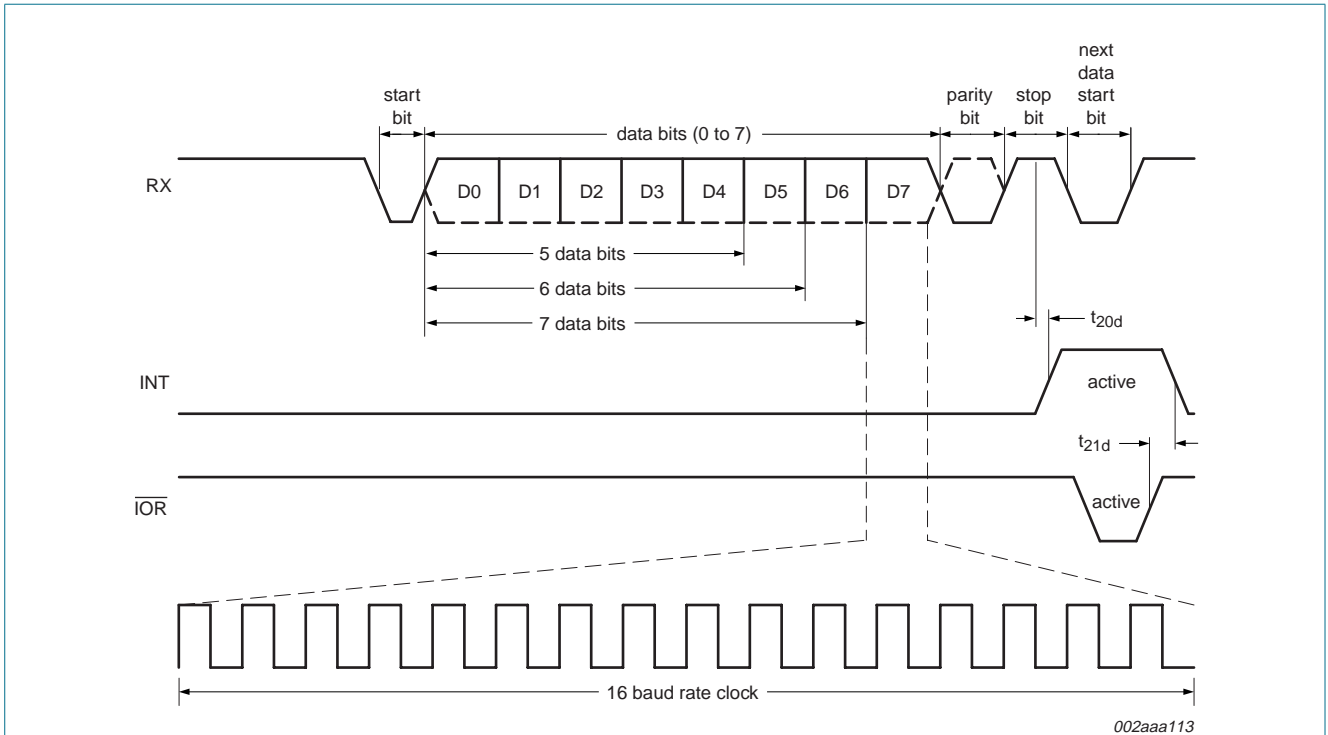 next
data
start
bit
start
bit
parity
bit
stop
bit
data bits (0 to 7)
RX
D0 D1 D2 D3 D4 D5 D6 D7
5 data bits
6 data bits
7 data bits
t20d
INT
active
t21d
IOR
active
16 baud rate clock
002aaa113